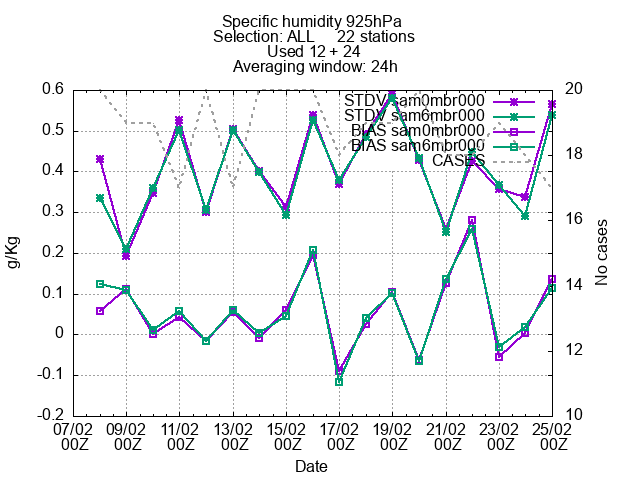 Specific humidity 925hPa
Selection: ALL 22 stations
Used 12 + 24
Averaging window: 24h
0.6
0.5
0.4
0.3
0.2
0.1
0
-0.1
-0.2
g/Kg
STDV sam0mbr000
STDV sam6mbr000
BIAS sam0mbr000
BIAS sam6mbr000
CASES
20
18
16
14
12
10
No cases
07/02 09/02 11/02 13/02 15/02 17/02 19/02 21/02 23/02 25/02
00Z 00Z 00Z 00Z 00Z 00Z 00Z 00Z 00Z 00Z
Date